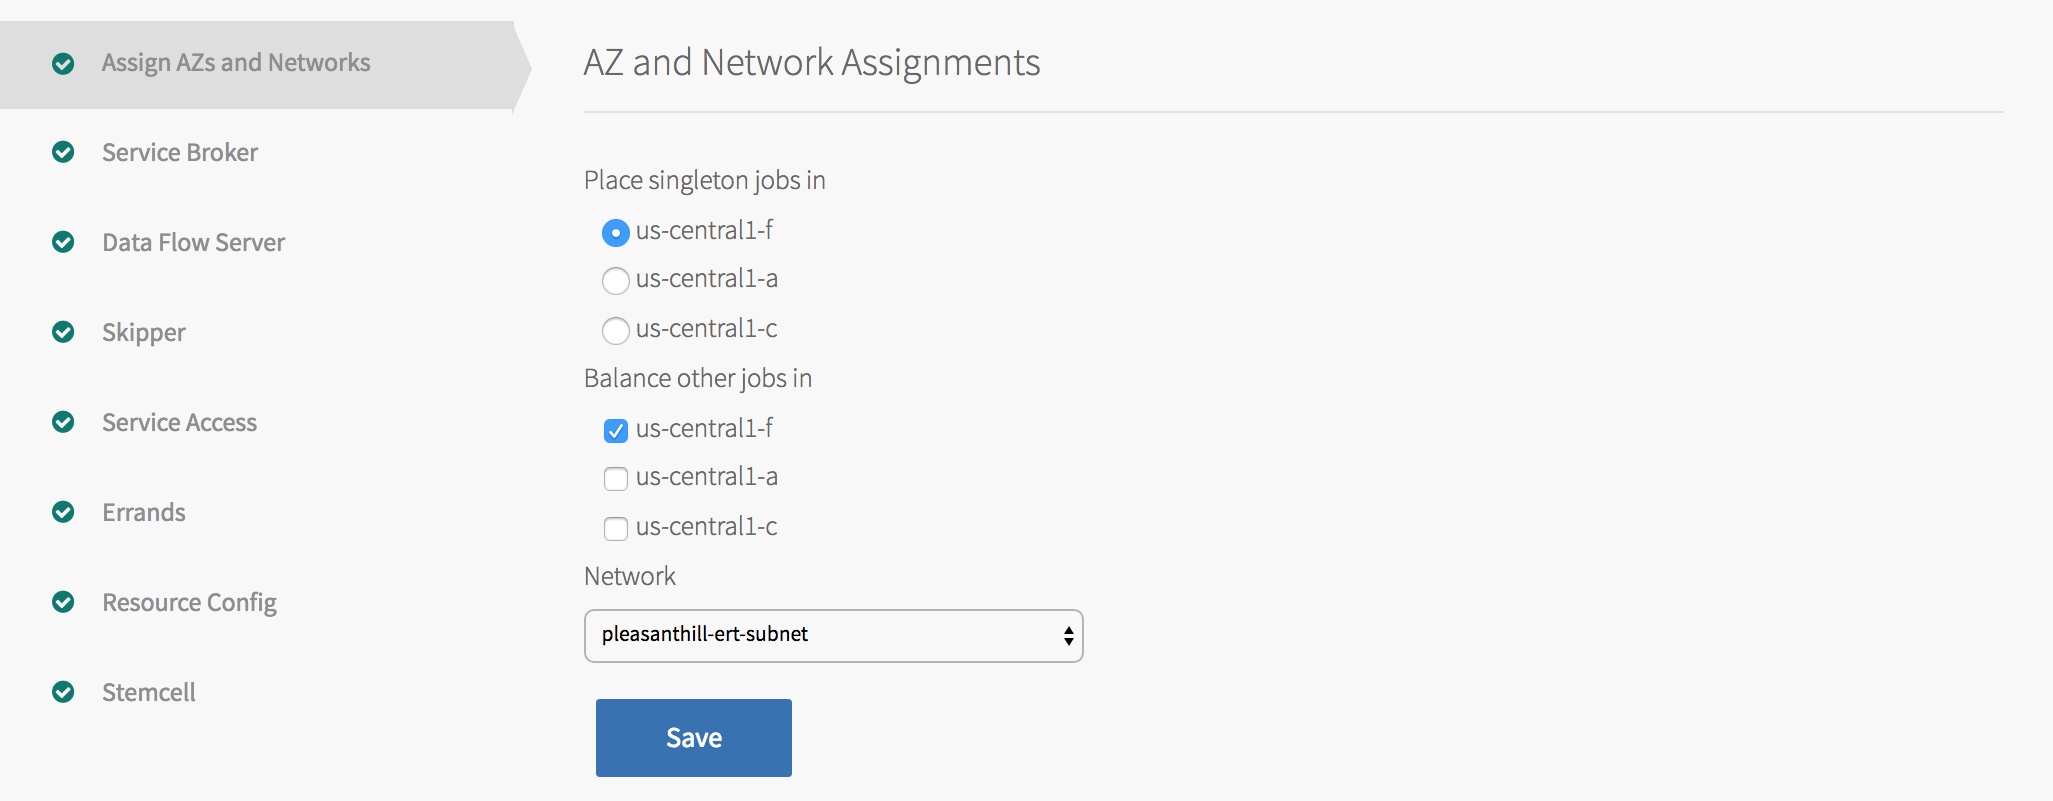 Assign AZs and Networks
Service Broker
Data Flow Server
Skipper
Service Access
Errands
Resource Config
Stemcell
AZ and Network Assignments
Place singleton jobs in
us-central1-f
us-central1-a
us-central1-c
Balance other jobs in
us-central1-f
us-central1-a
us-central1-c
Network
pleasanthill-ert-subnet
Save